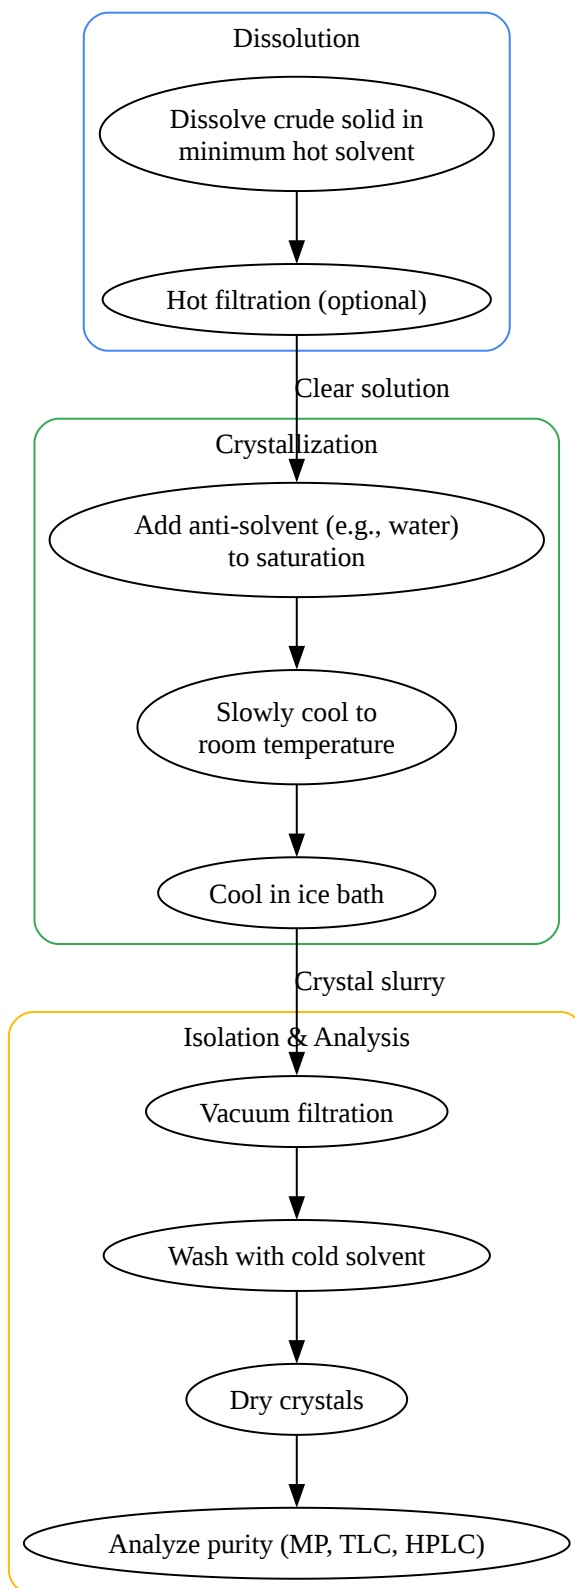 Dissolution
Dissolve crude solid in
minimum hot solvent
Hot filtration (optional)
Clear solution
Crystallization
Add anti-solvent (e.g., water)
to saturation
Slowly cool to
room temperature
Cool in ice bath
Crystal slurry
Isolation & Analysis
Vacuum filtration
Wash with cold solvent
Dry crystals
Analyze purity (MP, TLC, HPLC)